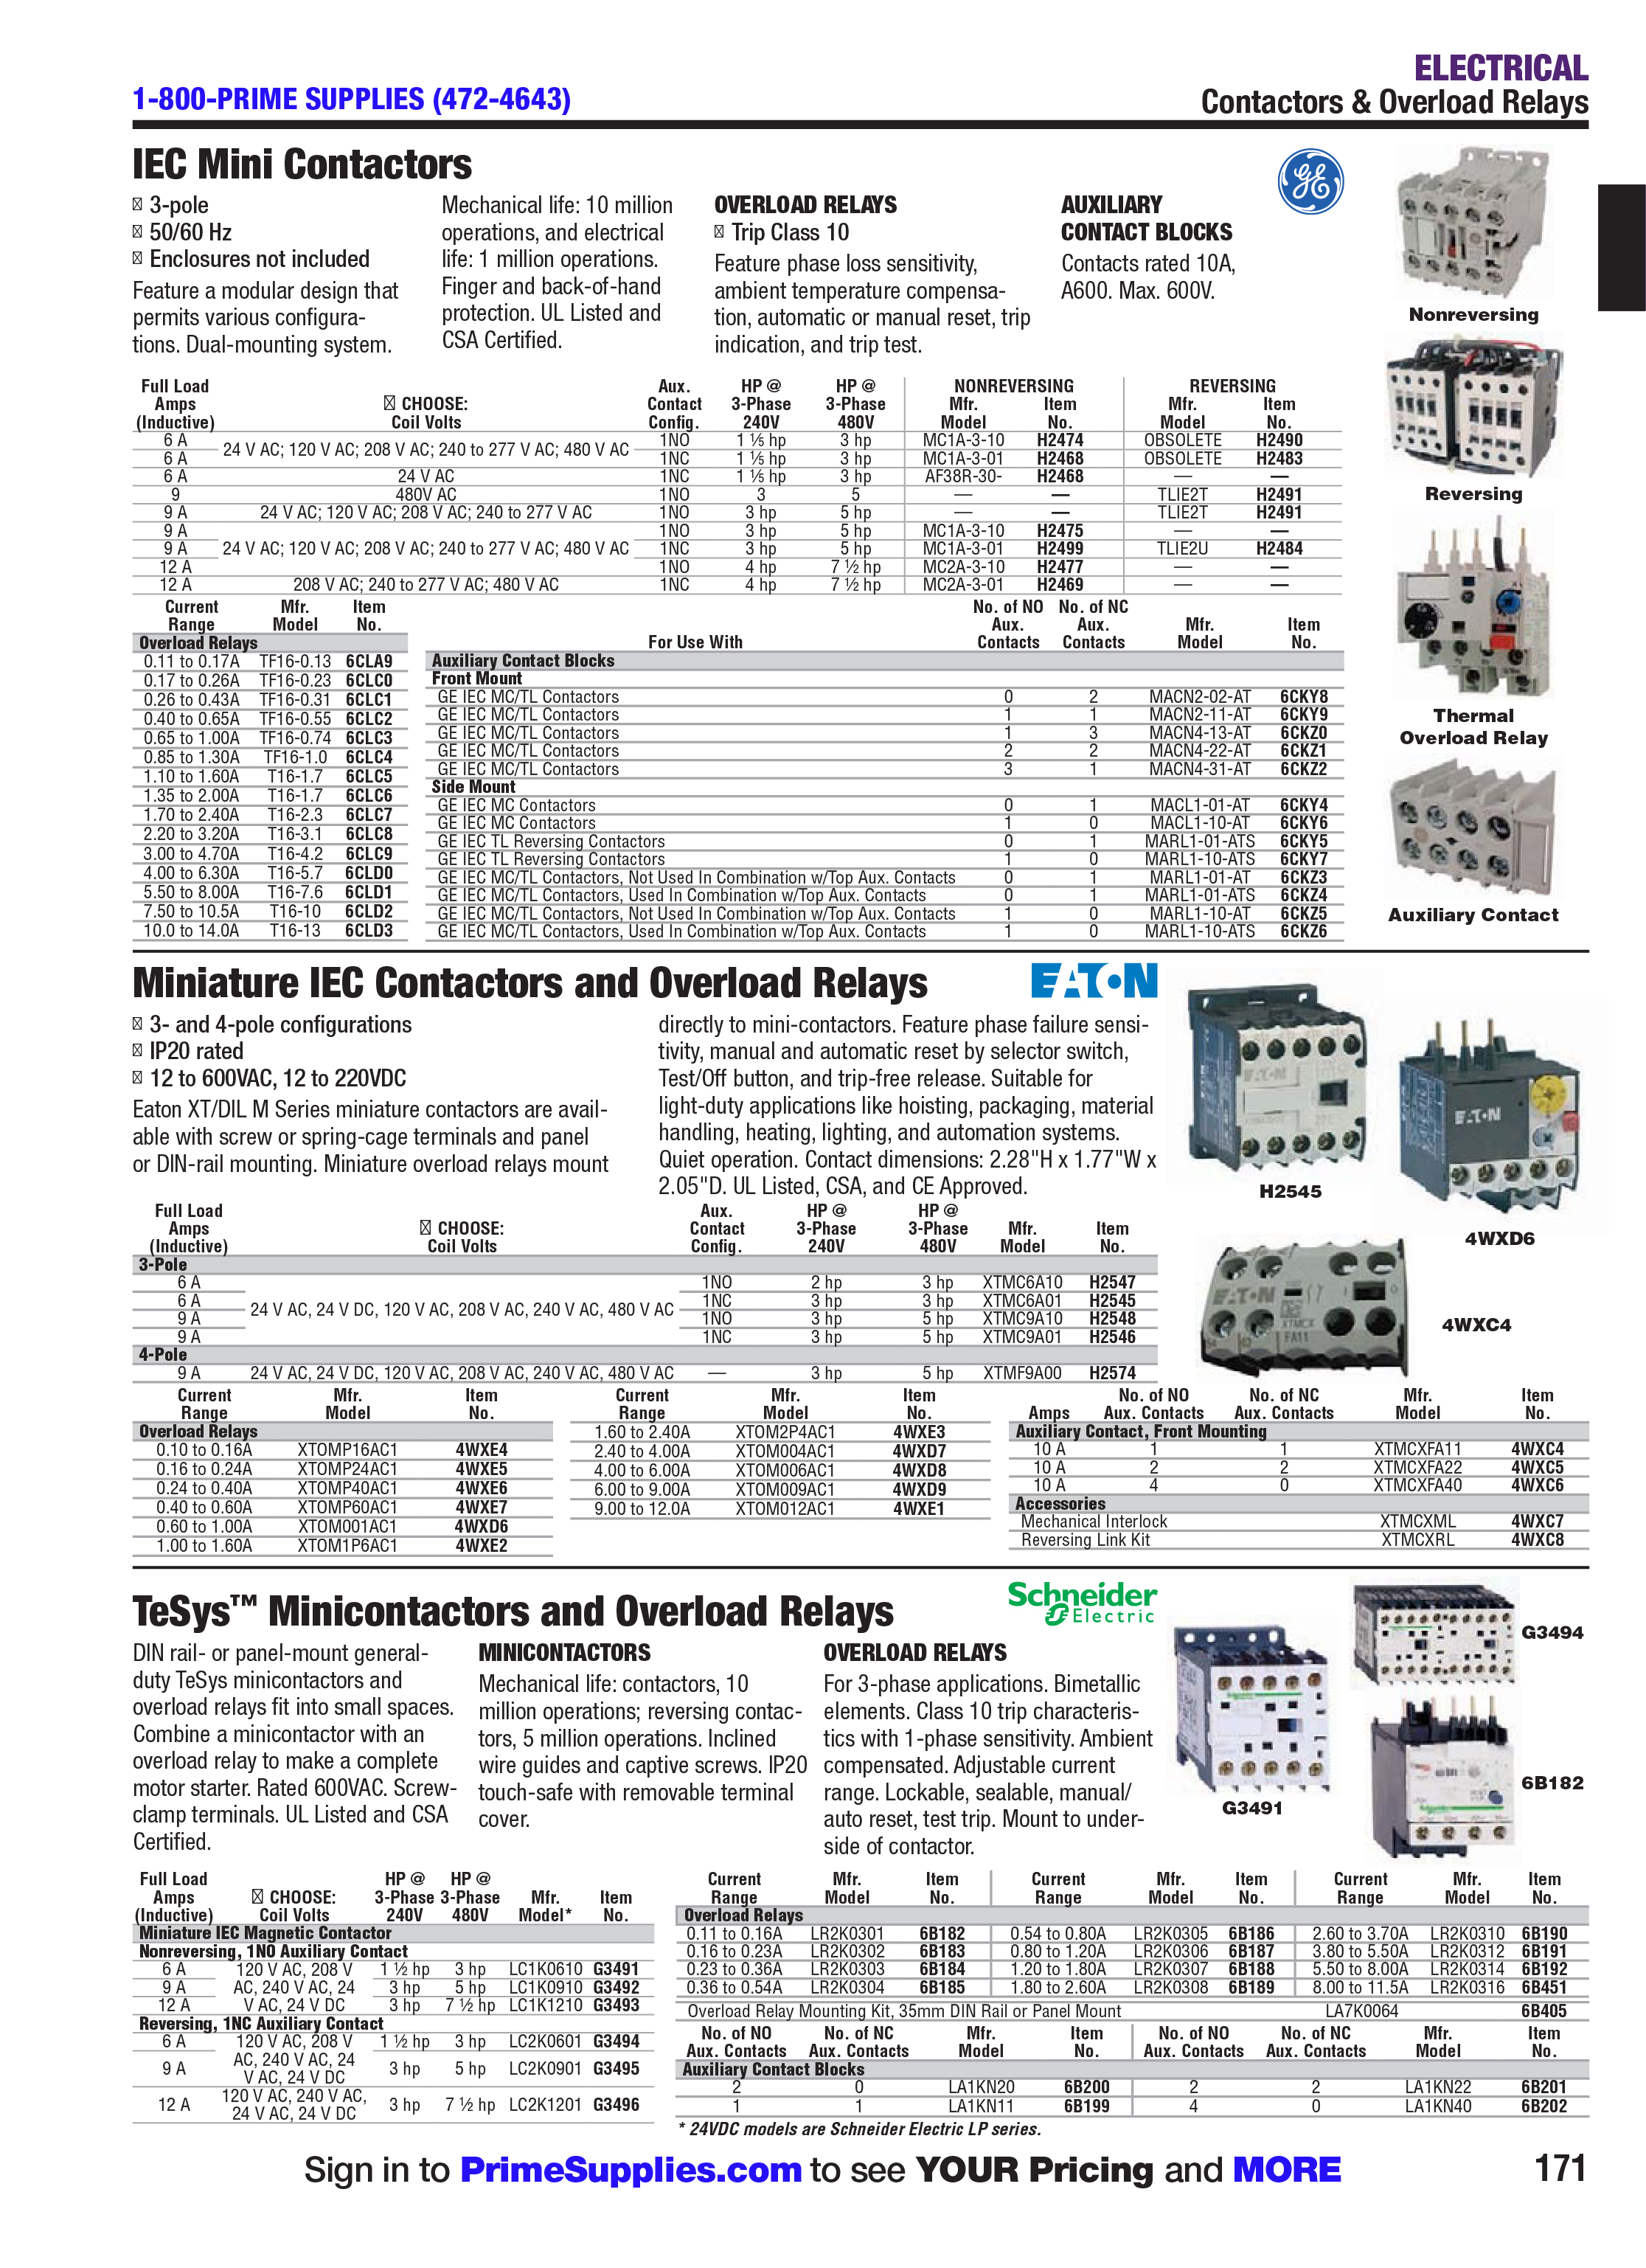 ELECTRICAL
1-800-PRIME SUPPLIES (472-4643)
Contactors & Overload Relays
IEC Mini Contactors
3-pole
50/60 Hz
Enclosures not included
Feature a modular design that
permits various configura-
tions. Dual-mounting system.
Mechanical life: 10 million
operations, and electrical
life: 1 million operations.
Finger and back-of-hand
protection. UL Listed and
CSA Certified.
OVERLOAD RELAYS
Trip Class 10
Feature phase loss sensitivity,
ambient temperature compensa-
tion, automatic or manual reset, trip
indication, and trip test.
AUXILIARY
CONTACT BLOCKS
Contacts rated 10A,
A600. Max. 600V.
GE
Nonreversing
Reversing
Thermal
Overload Relay
Auxiliary Contact
Full Load Amps (Inductive) CHOOSE: Coil Volts Aux. Contact Config. HP @ 3-Phase 240V HP @ 3-Phase 480V NONREVERSING Mfr. Model Item No. REVERSING Mfr. Model Item No.
6 A 24 V AC; 120 V AC; 208 V AC; 240 to 277 V AC; 480 V AC 1NO 1 ⅕ hp 3 hp MC1A-3-10 H2474 OBSOLETE H2490
6 A 1NC 1 ⅕ hp 3 hp MC1A-3-01 H2468 OBSOLETE H2483
6 A 24 V AC 1NC 1 ⅕ hp 3 hp AF38R-30- H2468 — —
9 480V AC 1NO 3 5 — — TLIE2T H2491
9 A 24 V AC; 120 V AC; 208 V AC; 240 to 277 V AC 1NO 3 hp 5 hp — — TLIE2T H2491
9 A 1NO 3 hp 5 hp MC1A-3-10 H2475 — —
9 A 24 V AC; 120 V AC; 208 V AC; 240 to 277 V AC; 480 V AC 1NC 3 hp 5 hp MC1A-3-01 H2499 TLIE2U H2484
12 A 1NO 4 hp 7 ½ hp MC2A-3-10 H2477 — —
12 A 208 V AC; 240 to 277 V AC; 480 V AC 1NC 4 hp 7 ½ hp MC2A-3-01 H2469 — —
Current Range Mfr. Model Item No.
Overload Relays
0.11 to 0.17A TF16-0.13 6CLA9
0.17 to 0.26A TF16-0.23 6CLC0
0.26 to 0.43A TF16-0.31 6CLC1
0.40 to 0.65A TF16-0.55 6CLC2
0.65 to 1.00A TF16-0.74 6CLC3
0.85 to 1.30A TF16-1.0 6CLC4
1.10 to 1.60A T16-1.7 6CLC5
1.35 to 2.00A T16-1.7 6CLC6
1.70 to 2.40A T16-2.3 6CLC7
2.20 to 3.20A T16-3.1 6CLC8
3.00 to 4.70A T16-4.2 6CLC9
4.00 to 6.30A T16-5.7 6CLD0
5.50 to 8.00A T16-7.6 6CLD1
7.50 to 10.5A T16-10 6CLD2
10.0 to 14.0A T16-13 6CLD3
For Use With No. of NO Aux. Contacts No. of NC Aux. Contacts Mfr. Model Item No.
Auxiliary Contact Blocks
Front Mount
GE IEC MC/TL Contactors 0 2 MACN2-02-AT 6CKY8
GE IEC MC/TL Contactors 1 1 MACN2-11-AT 6CKY9
GE IEC MC/TL Contactors 1 3 MACN4-13-AT 6CKZ0
GE IEC MC/TL Contactors 2 2 MACN4-22-AT 6CKZ1
GE IEC MC/TL Contactors 3 1 MACN4-31-AT 6CKZ2
Side Mount
GE IEC MC Contactors 0 1 MACL1-01-AT 6CKY4
GE IEC MC Contactors 1 0 MACL1-10-AT 6CKY6
GE IEC TL Reversing Contactors 0 1 MARL1-01-ATS 6CKY5
GE IEC TL Reversing Contactors 1 0 MARL1-10-ATS 6CKY7
GE IEC MC/TL Contactors, Not Used In Combination w/Top Aux. Contacts 0 1 MARL1-01-AT 6CKZ3
GE IEC MC/TL Contactors, Used In Combination w/Top Aux. Contacts 0 1 MARL1-01-ATS 6CKZ4
GE IEC MC/TL Contactors, Not Used In Combination w/Top Aux. Contacts 1 0 MARL1-10-AT 6CKZ5
GE IEC MC/TL Contactors, Used In Combination w/Top Aux. Contacts 1 0 MARL1-10-ATS 6CKZ6
Miniature IEC Contactors and Overload Relays
EATON
3- and 4-pole configurations
IP20 rated
12 to 600VAC, 12 to 220VDC
Eaton XT/DIL M Series miniature contactors are avail-
able with screw or spring-cage terminals and panel
or DIN-rail mounting. Miniature overload relays mount
directly to mini-contactors. Feature phase failure sensi-
tivity, manual and automatic reset by selector switch,
Test/Off button, and trip-free release. Suitable for
light-duty applications like hoisting, packaging, material
handling, heating, lighting, and automation systems.
Quiet operation. Contact dimensions: 2.28"H x 1.77"W x
2.05"D. UL Listed, CSA, and CE Approved.
EATON
H2545
EATON
4WXD6
EATON
XTMCX
FA11
4WXC4
Full Load Amps (Inductive) CHOOSE: Coil Volts Aux. Contact Config. HP @ 3-Phase 240V HP @ 3-Phase 480V Mfr. Model Item No.
3-Pole
6 A 1NO 2 hp 3 hp XTMC6A10 H2547
6 A 24 V AC, 24 V DC, 120 V AC, 208 V AC, 240 V AC, 480 V AC 1NC 3 hp 3 hp XTMC6A01 H2545
9 A 1NO 3 hp 5 hp XTMC9A10 H2548
9 A 1NC 3 hp 5 hp XTMC9A01 H2546
4-Pole
9 A 24 V AC, 24 V DC, 120 V AC, 208 V AC, 240 V AC, 480 V AC — 3 hp 5 hp XTMF9A00 H2574
Current Range Mfr. Model Item No.
Overload Relays
0.10 to 0.16A XTOMP16AC1 4WXE4
0.16 to 0.24A XTOMP24AC1 4WXE5
0.24 to 0.40A XTOMP40AC1 4WXE6
0.40 to 0.60A XTOMP60AC1 4WXE7
0.60 to 1.00A XTOM001AC1 4WXD6
1.00 to 1.60A XTOM1P6AC1 4WXE2
Current Range Mfr. Model Item No.
1.60 to 2.40A XTOM2P4AC1 4WXE3
2.40 to 4.00A XTOM004AC1 4WXD7
4.00 to 6.00A XTOM006AC1 4WXD8
6.00 to 9.00A XTOM009AC1 4WXD9
9.00 to 12.0A XTOM012AC1 4WXE1
Amps No. of NO Aux. Contacts No. of NC Aux. Contacts Mfr. Model Item No.
Auxiliary Contact, Front Mounting
10 A 1 1 XTMCXFA11 4WXC4
10 A 2 2 XTMCXFA22 4WXC5
10 A 4 0 XTMCXFA40 4WXC6
Accessories
Mechanical Interlock XTMCXML 4WXC7
Reversing Link Kit XTMCXRL 4WXC8
TeSys™ Minicontactors and Overload Relays
Schneider
Electric
DIN rail- or panel-mount general-
duty TeSys minicontactors and
overload relays fit into small spaces.
Combine a minicontactor with an
overload relay to make a complete
motor starter. Rated 600VAC. Screw-
clamp terminals. UL Listed and CSA
Certified.
MINICONTACTORS
Mechanical life: contactors, 10
million operations; reversing contac-
tors, 5 million operations. Inclined
wire guides and captive screws. IP20
touch-safe with removable terminal
cover.
OVERLOAD RELAYS
For 3-phase applications. Bimetallic
elements. Class 10 trip characteris-
tics with 1-phase sensitivity. Ambient
compensated. Adjustable current
range. Lockable, sealable, manual/
auto reset, test trip. Mount to under-
side of contactor.
G3491
G3494
6B182
Full Load Amps (Inductive) CHOOSE: Coil Volts HP @ 3-Phase 240V HP @ 3-Phase 480V Mfr. Model* Item No.
Miniature IEC Magnetic Contactor
Nonreversing, 1NO Auxiliary Contact
6 A 120 V AC, 208 V 1 ½ hp 3 hp LC1K0610 G3491
9 A AC, 240 V AC, 24 3 hp 5 hp LC1K0910 G3492
12 A V AC, 24 V DC 3 hp 7 ½ hp LC1K1210 G3493
Reversing, 1NC Auxiliary Contact
6 A 120 V AC, 208 V 1 ½ hp 3 hp LC2K0601 G3494
9 A AC, 240 V AC, 24 V AC, 24 V DC 3 hp 5 hp LC2K0901 G3495
12 A 120 V AC, 240 V AC, 24 V AC, 24 V DC 3 hp 7 ½ hp LC2K1201 G3496
Current Range Mfr. Model Item No. Current Range Mfr. Model Item No. Current Range Mfr. Model Item No.
Overload Relays
0.11 to 0.16A LR2K0301 6B182 0.54 to 0.80A LR2K0305 6B186 2.60 to 3.70A LR2K0310 6B190
0.16 to 0.23A LR2K0302 6B183 0.80 to 1.20A LR2K0306 6B187 3.80 to 5.50A LR2K0312 6B191
0.23 to 0.36A LR2K0303 6B184 1.20 to 1.80A LR2K0307 6B188 5.50 to 8.00A LR2K0314 6B192
0.36 to 0.54A LR2K0304 6B185 1.80 to 2.60A LR2K0308 6B189 8.00 to 11.5A LR2K0316 6B451
Overload Relay Mounting Kit, 35mm DIN Rail or Panel Mount LA7K0064 6B405
No. of NO Aux. Contacts No. of NC Aux. Contacts Mfr. Model Item No. No. of NO Aux. Contacts No. of NC Aux. Contacts Mfr. Model Item No.
Auxiliary Contact Blocks
2 0 LA1KN20 6B200 2 2 LA1KN22 6B201
1 1 LA1KN11 6B199 4 0 LA1KN40 6B202
* 24VDC models are Schneider Electric LP series.
Sign in to PrimeSupplies.com to see YOUR Pricing and MORE
171